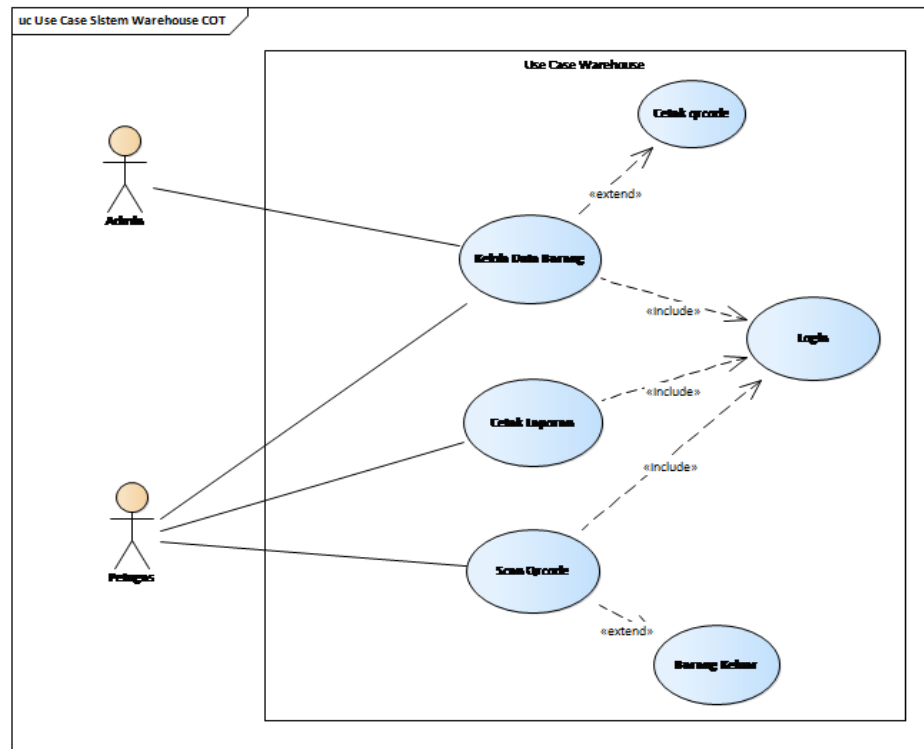 uc Use Case Sistem Warehouse COT
Use Case Warehouse
Cetak qrcode
«extend»
Admin
Kelola Data Barang
«include»
Login
«include»
Cetak Laporan
«include»
Petugas
Scan Qrcode
«extend»
Barang Keluar